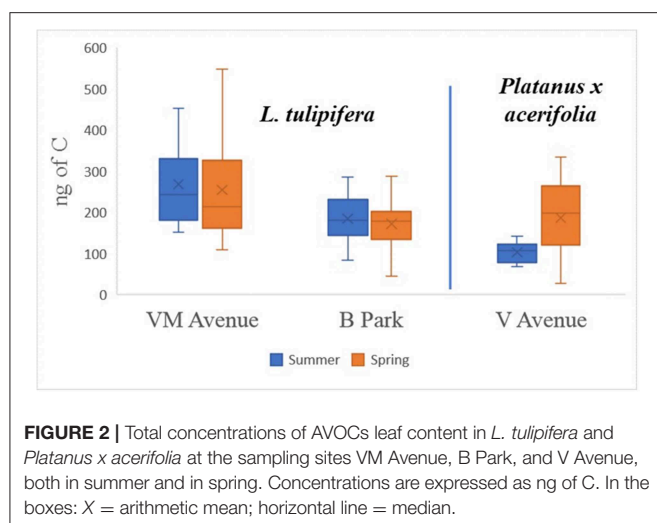 600
500
400
300
200
100
0
ng of C
L. tulipifera
Platanus x
acerifolia
VM Avenue B Park V Avenue
Summer Spring
FIGURE 2 | Total concentrations of AVOCs leaf content in L. tulipifera and
Platanus x acerifolia at the sampling sites VM Avenue, B Park, and V Avenue,
both in summer and in spring. Concentrations are expressed as ng of C. In the
boxes: X = arithmetic mean; horizontal line = median.